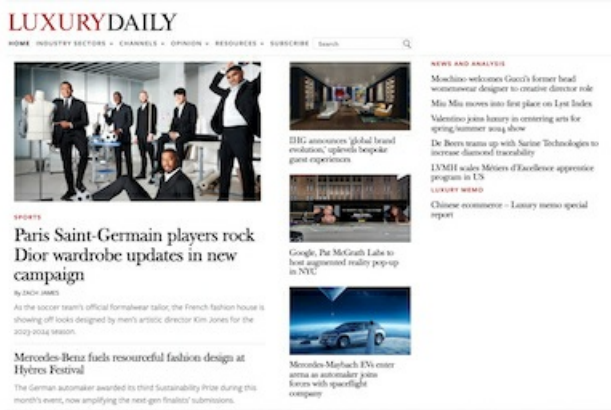 LUXURYDAILY
HOME INDUSTRY SECTORS CHANNELS OPINION RESOURCES SUBSCRIBE Search
SPORTS
Paris Saint-Germain players rock
Dior wardrobe updates in new
campaign
By ZACH JAMES
As the soccer team's official formalwear tailor, the French fashion house is
showing off looks designed by men's artistic director Kim Jones for the
2023-2024 season.
Mercedes-Benz fuels resourceful fashion design at
Hyères Festival
The German automaker awarded its third Sustainability Prize during this
month's event, now amplifying the next-gen finalists' submissions.
IHG announces 'global brand
evolution,' uplevels bespoke
guest experiences
Google, Pat McGrath Labs to
host augmented reality pop-up
in NYC
Mercedes-Maybach EVs enter
arena as automaker joins
forces with spaceflight
company
NEWS AND ANALYSIS
Moschino welcomes Gucci's former head
womenswear designer to creative director role
Miu Miu moves into first place on Lyst Index
Valentino joins luxury in centering arts for
spring/summer 2024 show
De Beers teams up with Sarine Technologies to
increase diamond traceability
LVMH scales Métiers d'Excellence apprentice
program in US
LUXURY MEMO
Chinese ecommerce – Luxury memo special
report